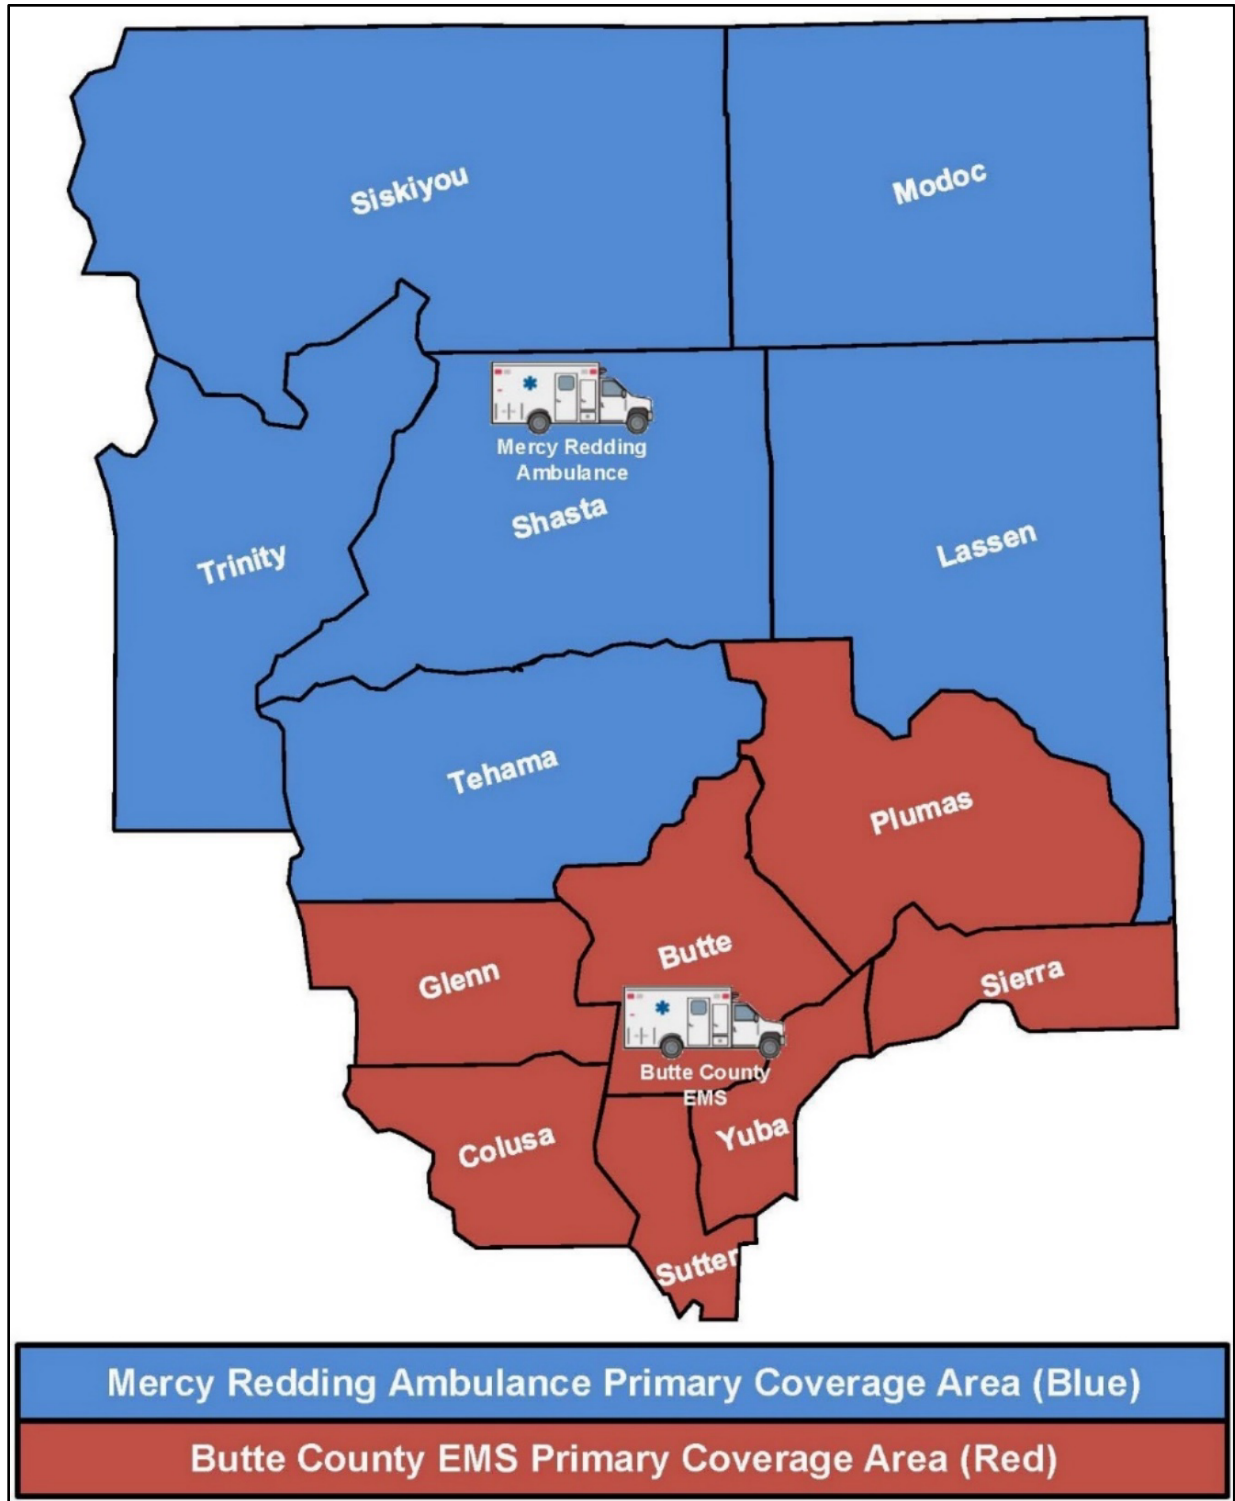 Siskiyou
Modoc
Mercy Redding
Ambulance
Shasta
Lassen
Trinity
Tehama
Plumas
Butte
Glenn
Sierra
Butte County
EMS
Yuba
Colusa
Sutter
Mercy Redding Ambulance Primary Coverage Area (Blue)
Butte County EMS Primary Coverage Area (Red)